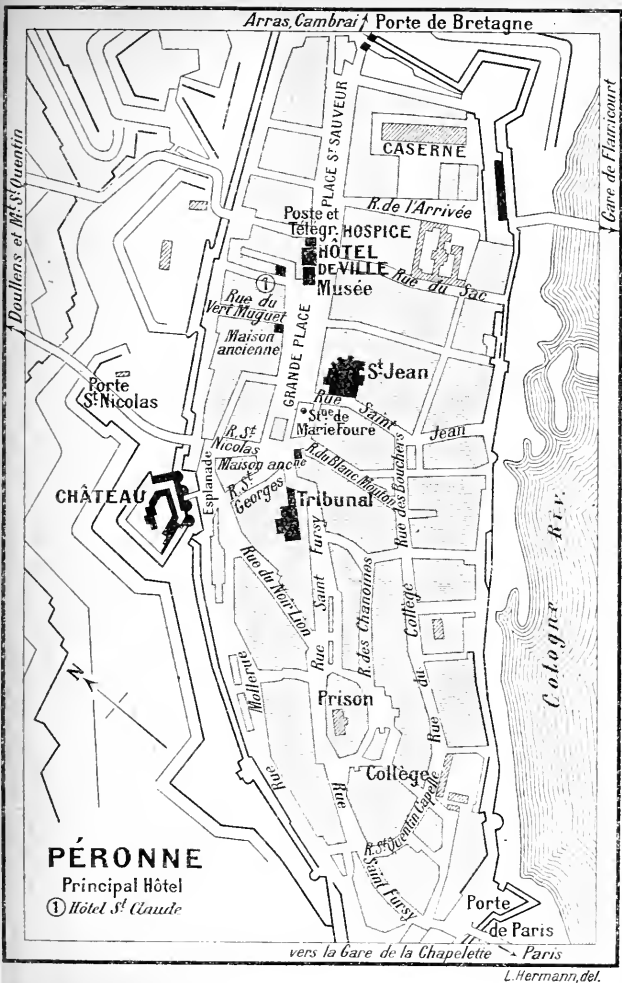 Arras, Cambrai
Porte de Bretagne
Doullens et Mt St Quentin
Gare de Flamicourt
PLACE St SAUVEUR
CASERNE
R. de l'Arrivée
Poste et
Télégr.
HOSPICE
HÔTEL
DE VILLE
Musée
Rue du Sac
①
Rue du
Vert Muguet
Maison
ancienne
GRANDE PLACE
St Jean
Rue Saint Jean
Stue de
Marie Fouré
Porte
St Nicolas
R. St
Nicolas
Maison ancne
R. du Blanc Mouton
Rue des Bouchers
CHÂTEAU
Esplanade
R. St
Georges
Tribunal
Rue Saint Fursy
Rue du Noir Lion
R. des Chanoines
Rue du Collège
Cologne Riv.
N
Mollerue
Prison
Rue
Collège
R. St Quentin Capelle
Rue Saint Fursy
PÉRONNE
Principal Hôtel
① Hôtel St Claude
Porte
de Paris
vers la Gare de la Chapelette
Paris
L. Hermann, del.